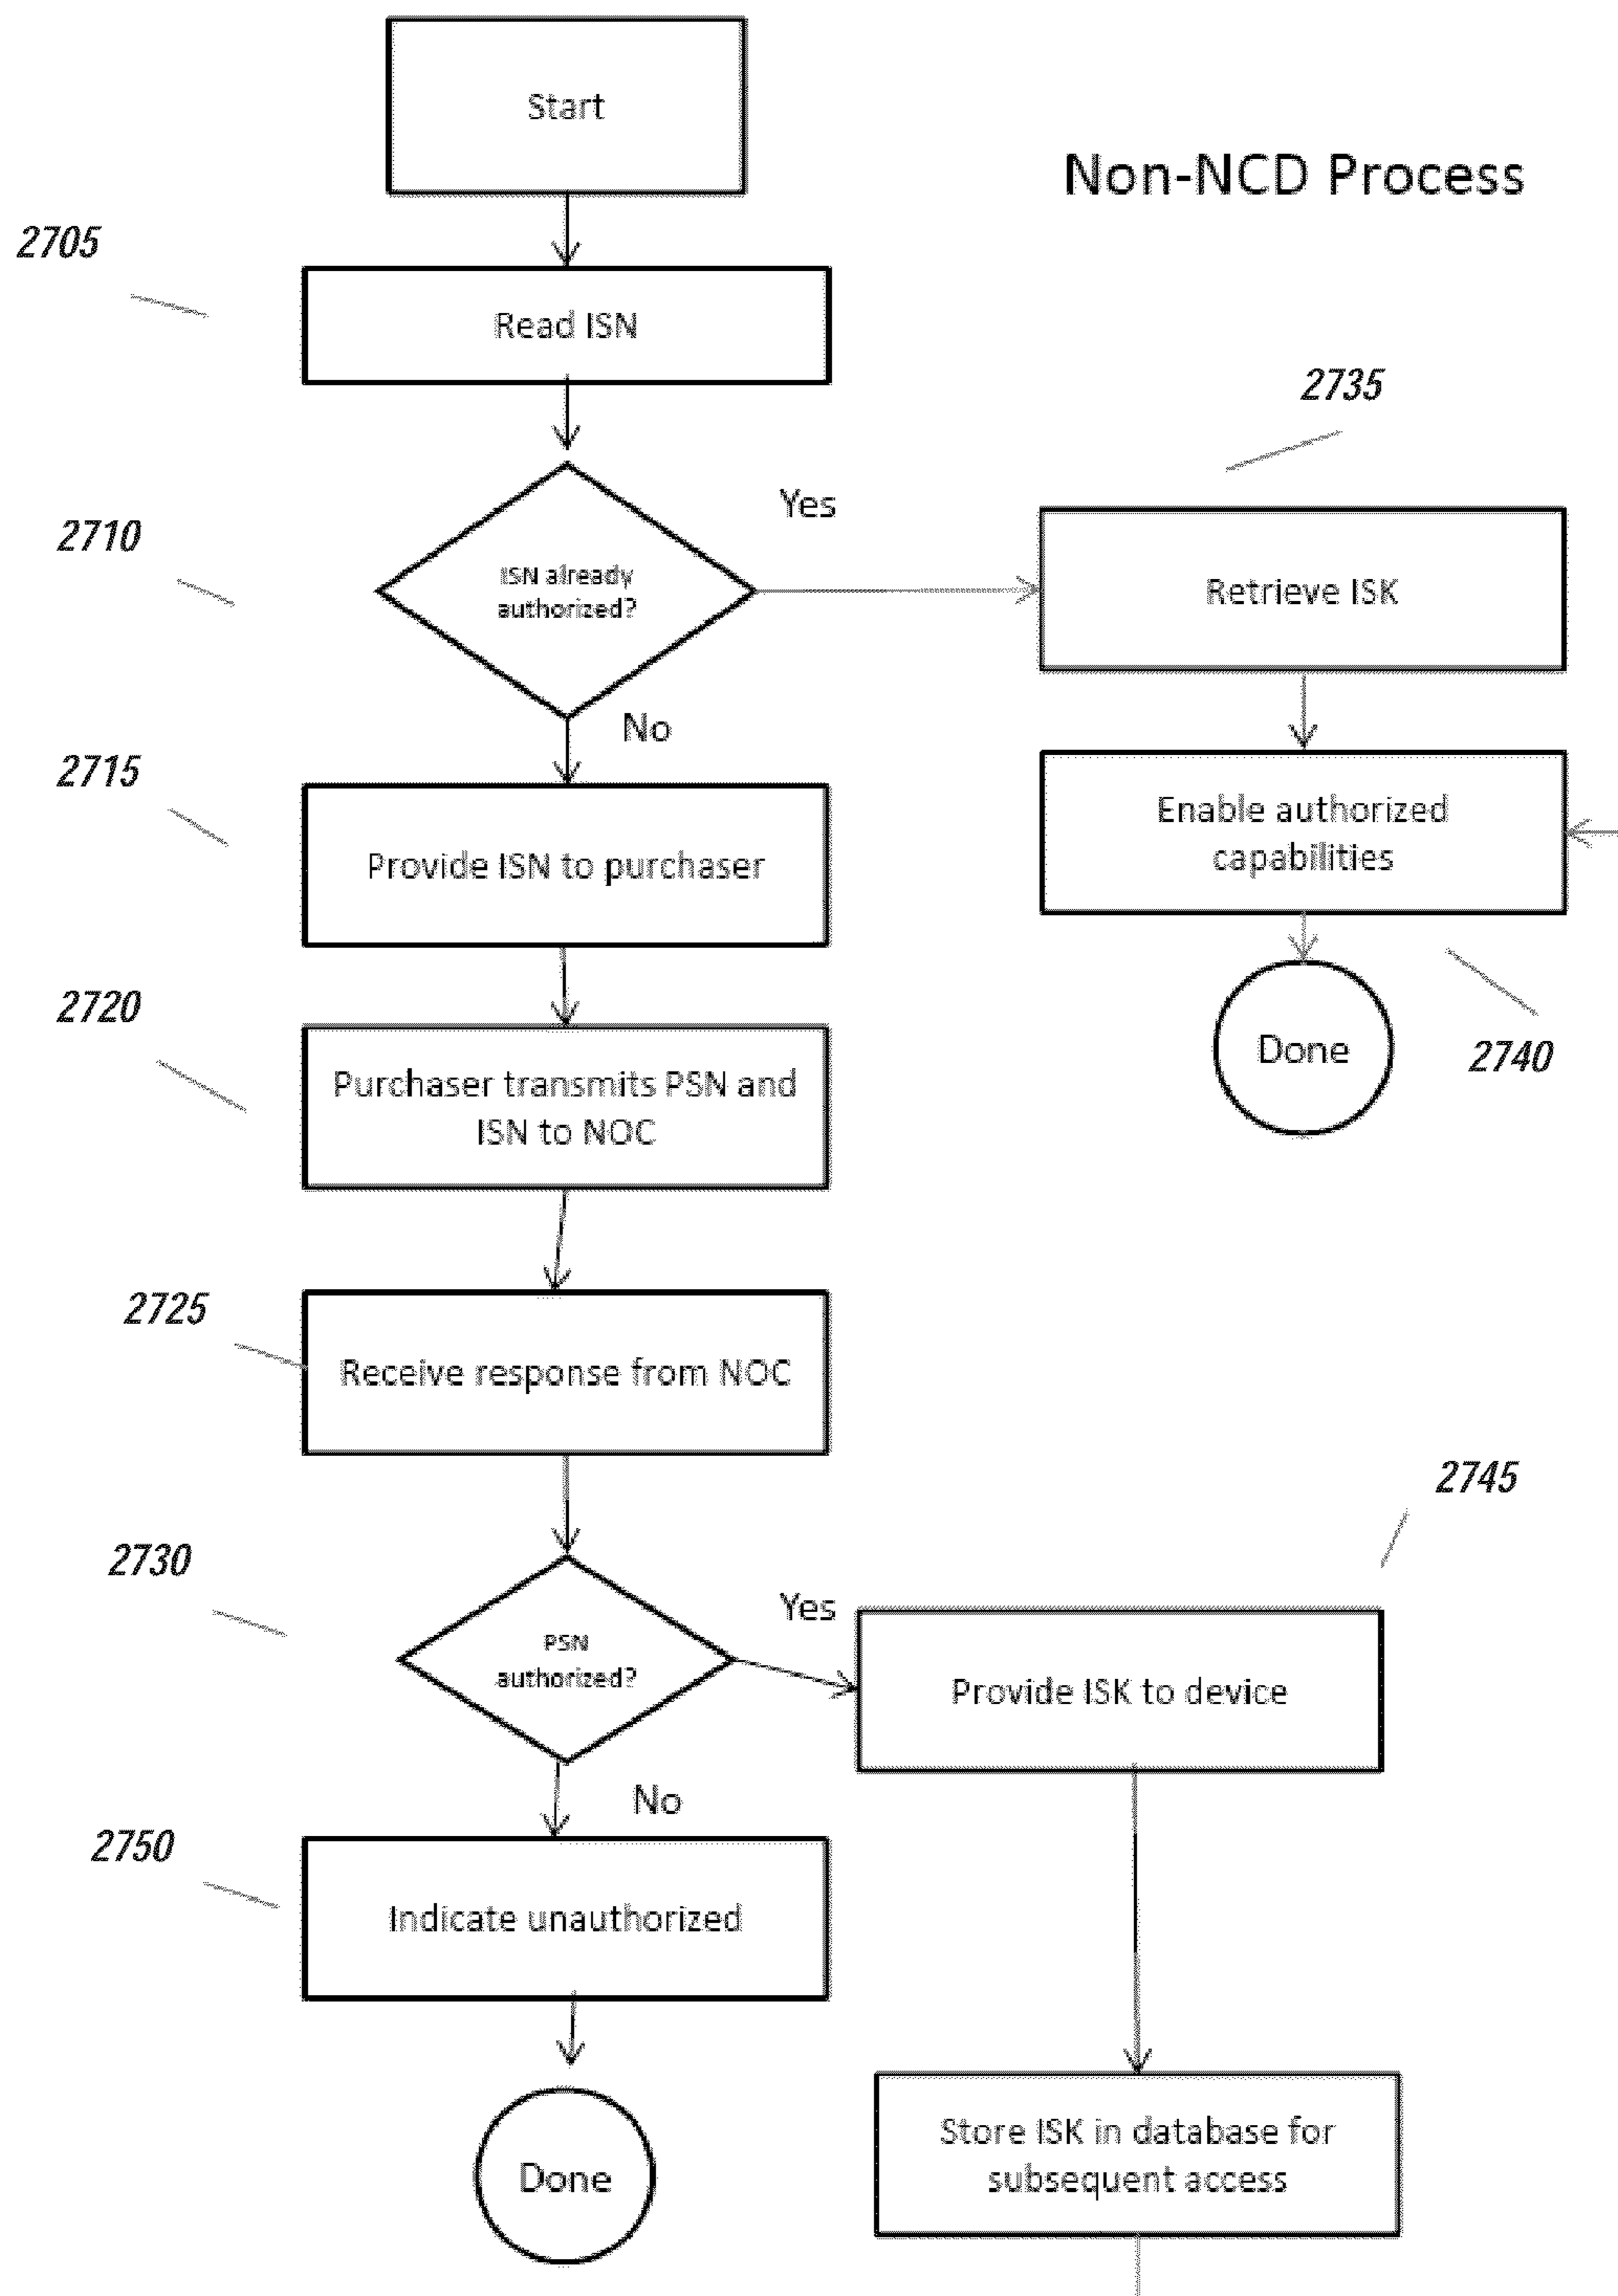 Start
Non-NCD Process
2705
Read ISN
2735
2710
Yes
ISN already
authorized?
Retrieve ISK
No
2715
Enable authorized
capabilities
Provide ISN to purchaser
2720
Done
2740
Purchaser transmits PSN and
ISN to NOC
2725
Receive response from NOC
2745
2730
Yes
PSN
authorized?
Provide ISK to device
No
2750
Indicate unauthorized
Store ISK in database for
subsequent access
Done